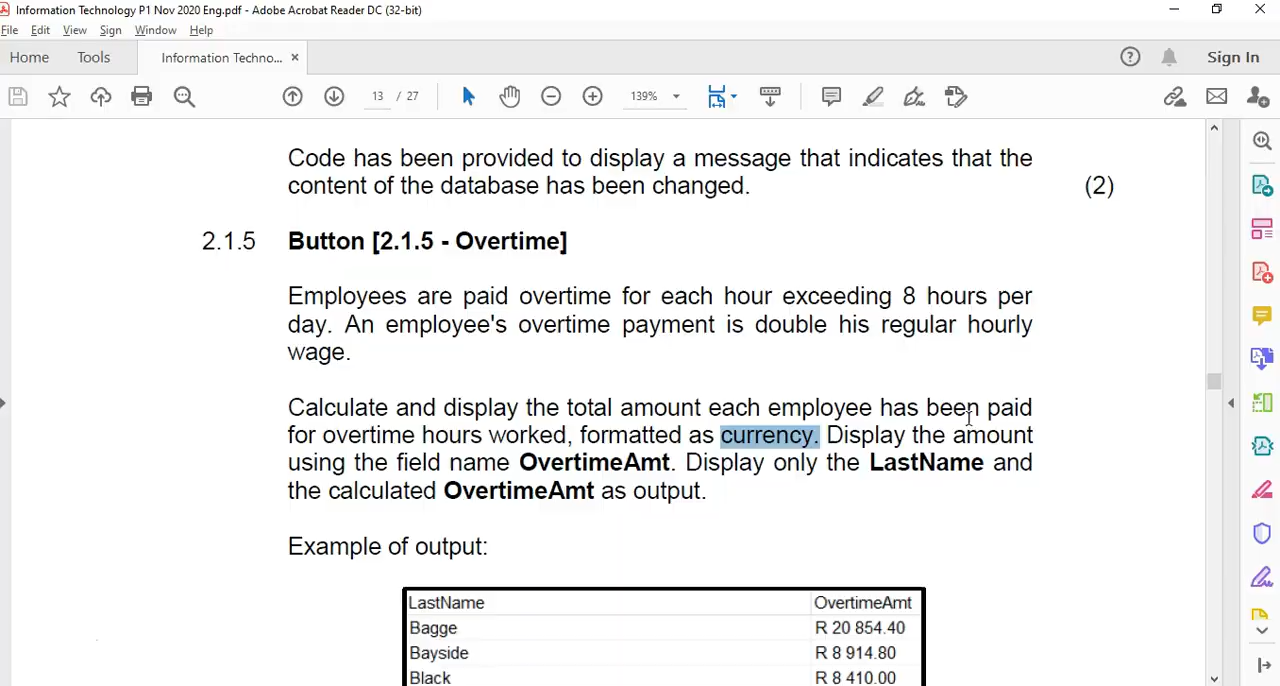 Information Technology P1 Nov 2020 Eng.pdf - Adobe Acrobat Reader DC (32-bit)
File Edit View Sign Window Help
Home Tools Information Techno... × Sign In
13 / 27 139%
Code has been provided to display a message that indicates that the
content of the database has been changed. (2)
2.1.5 Button [2.1.5 - Overtime]
Employees are paid overtime for each hour exceeding 8 hours per
day. An employee's overtime payment is double his regular hourly
wage.
Calculate and display the total amount each employee has been paid
for overtime hours worked, formatted as currency. Display the amount
using the field name OvertimeAmt. Display only the LastName and
the calculated OvertimeAmt as output.
Example of output:
LastName OvertimeAmt
Bagge R 20 854.40
Bayside R 8 914.80
Black R 8 410.00